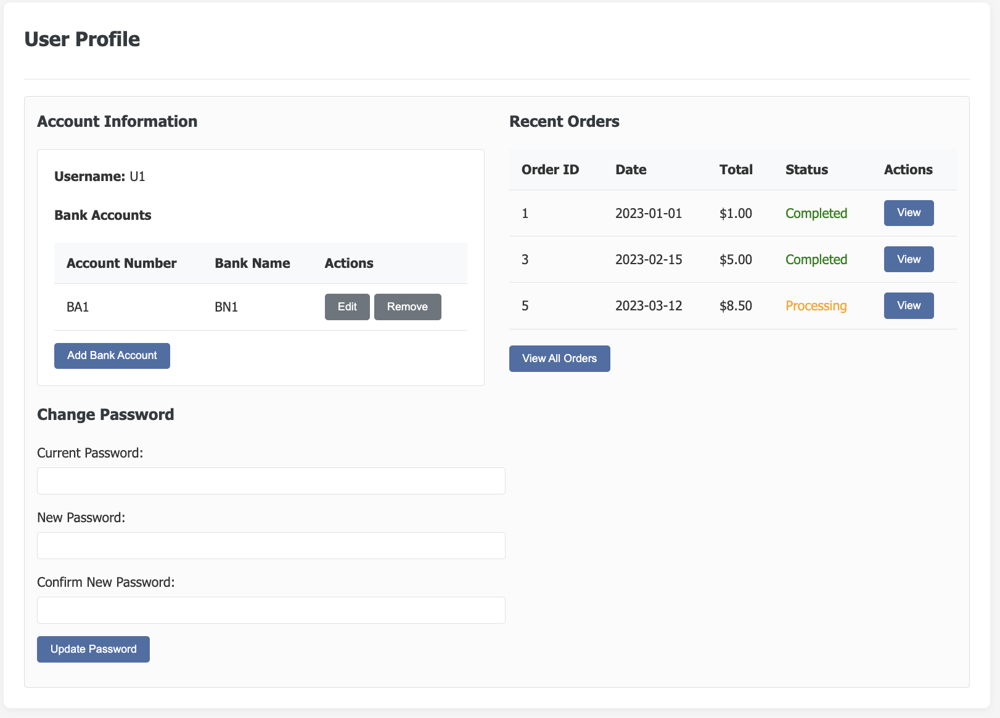 User Profile
Account Information
Username: U1
Bank Accounts
Account Number Bank Name Actions
BA1 BN1 Edit Remove
Add Bank Account
Recent Orders
Order ID Date Total Status Actions
1 2023-01-01 $1.00 Completed View
3 2023-02-15 $5.00 Completed View
5 2023-03-12 $8.50 Processing View
View All Orders
Change Password
Current Password:
New Password:
Confirm New Password:
Update Password